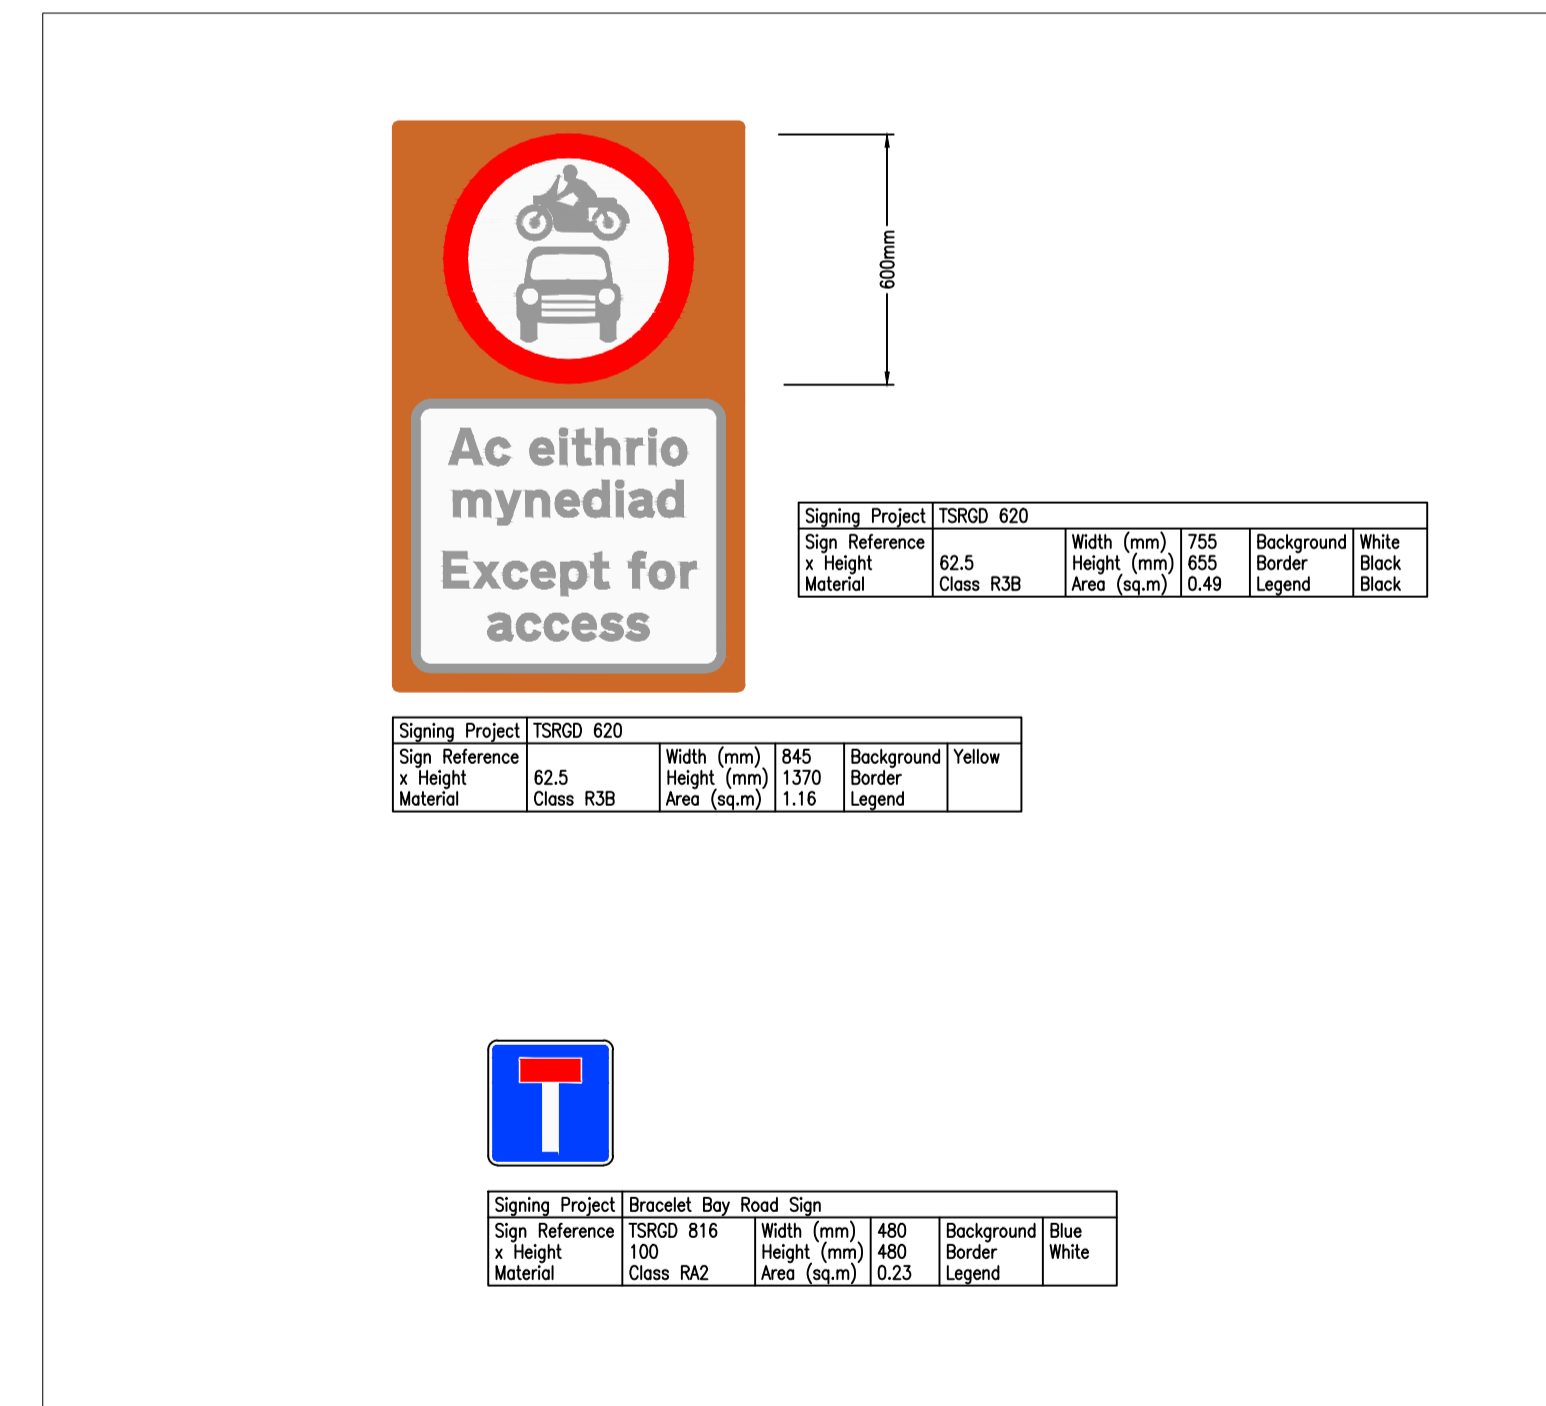 600mm
Ac eithrio
mynediad
Except for
access
Signing Project TSRGD 620
Sign Reference Width (mm) 755 Background White
x Height 62.5 Height (mm) 655 Border Black
Material Class R3B Area (sq.m) 0.49 Legend Black
Signing Project TSRGD 620
Sign Reference Width (mm) 845 Background Yellow
x Height 62.5 Height (mm) 1370 Border
Material Class R3B Area (sq.m) 1.16 Legend
Signing Project Bracelet Bay Road Sign
Sign Reference TSRGD 816 Width (mm) 480 Background Blue
x Height 100 Height (mm) 480 Border White
Material Class RA2 Area (sq.m) 0.23 Legend